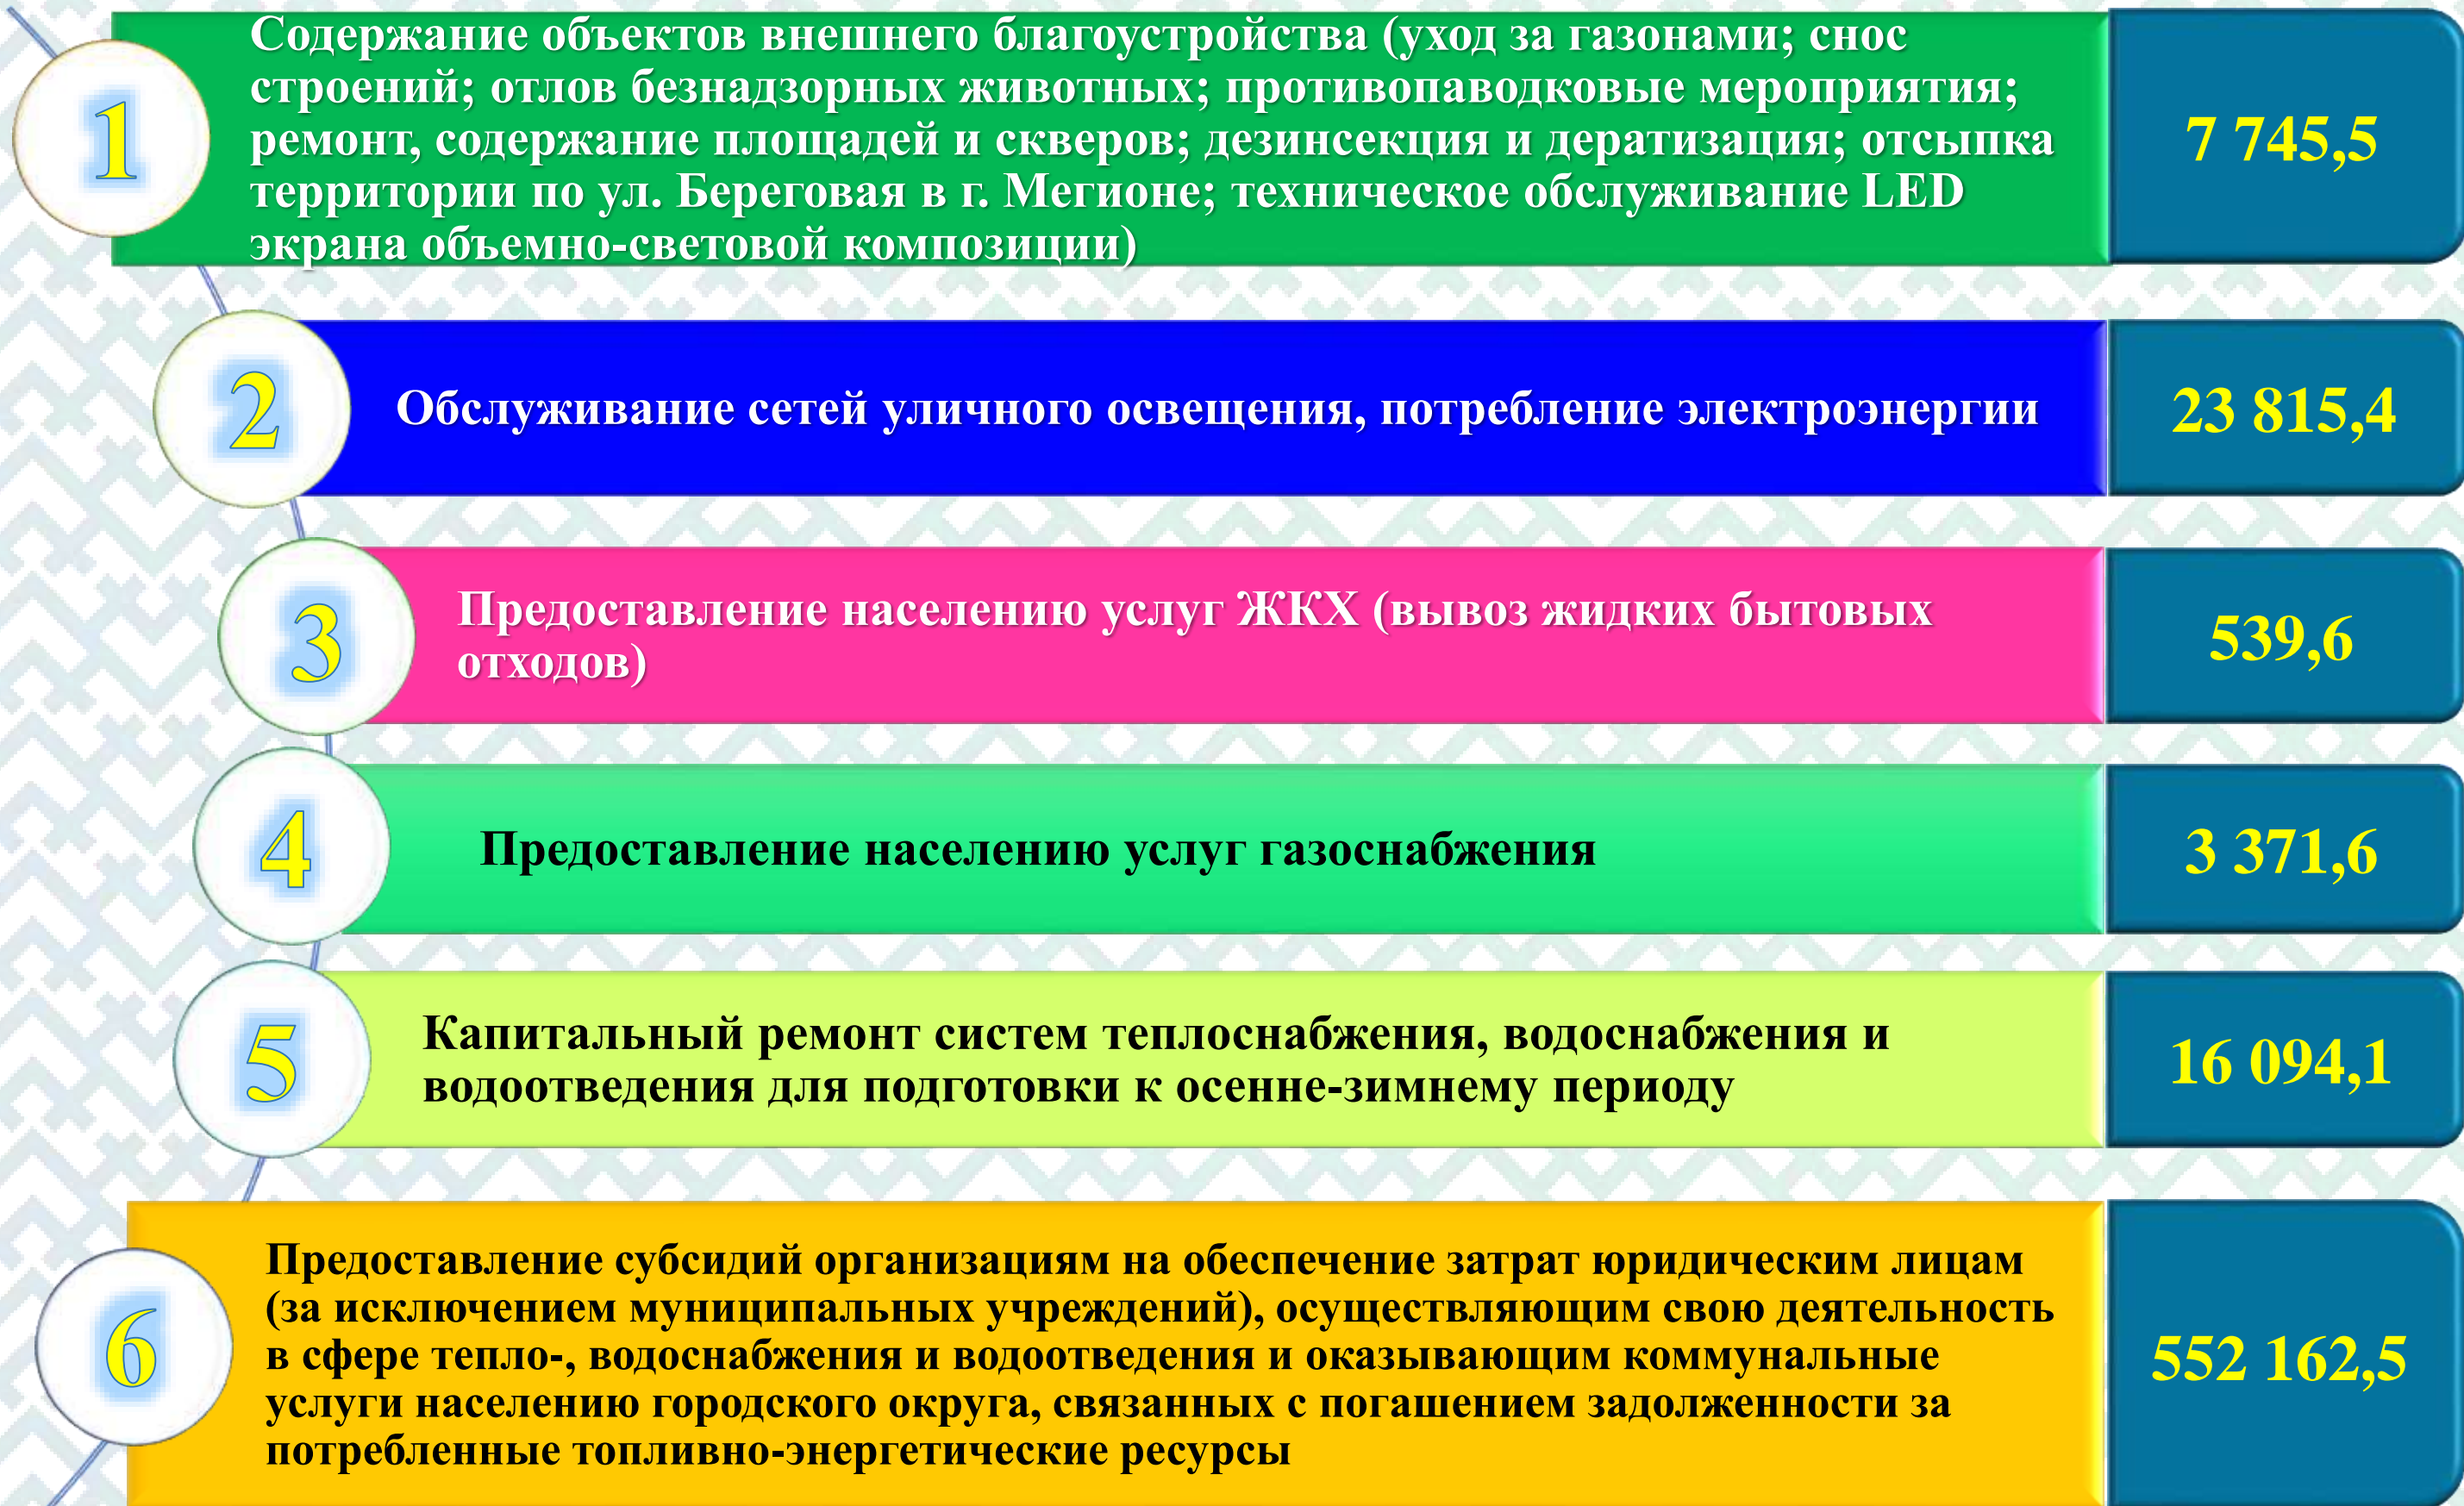 1
Содержание объектов внешнего благоустройства (уход за газонами; снос
строений; отлов безнадзорных животных; противопаводковые мероприятия;
ремонт, содержание площадей и скверов; дезинсекция и дератизация; отсыпка
территории по ул. Береговая в г. Мегионе; техническое обслуживание LED
экрана объемно-световой композиции)
7 745,5
2
Обслуживание сетей уличного освещения, потребление электроэнергии
23 815,4
3
Предоставление населению услуг ЖКХ (вывоз жидких бытовых
отходов)
539,6
4
Предоставление населению услуг газоснабжения
3 371,6
5
Капитальный ремонт систем теплоснабжения, водоснабжения и
водоотведения для подготовки к осенне-зимнему периоду
16 094,1
6
Предоставление субсидий организациям на обеспечение затрат юридическим лицам
(за исключением муниципальных учреждений), осуществляющим свою деятельность
в сфере тепло-, водоснабжения и водоотведения и оказывающим коммунальные
услуги населению городского округа, связанных с погашением задолженности за
потребленные топливно-энергетические ресурсы
552 162,5